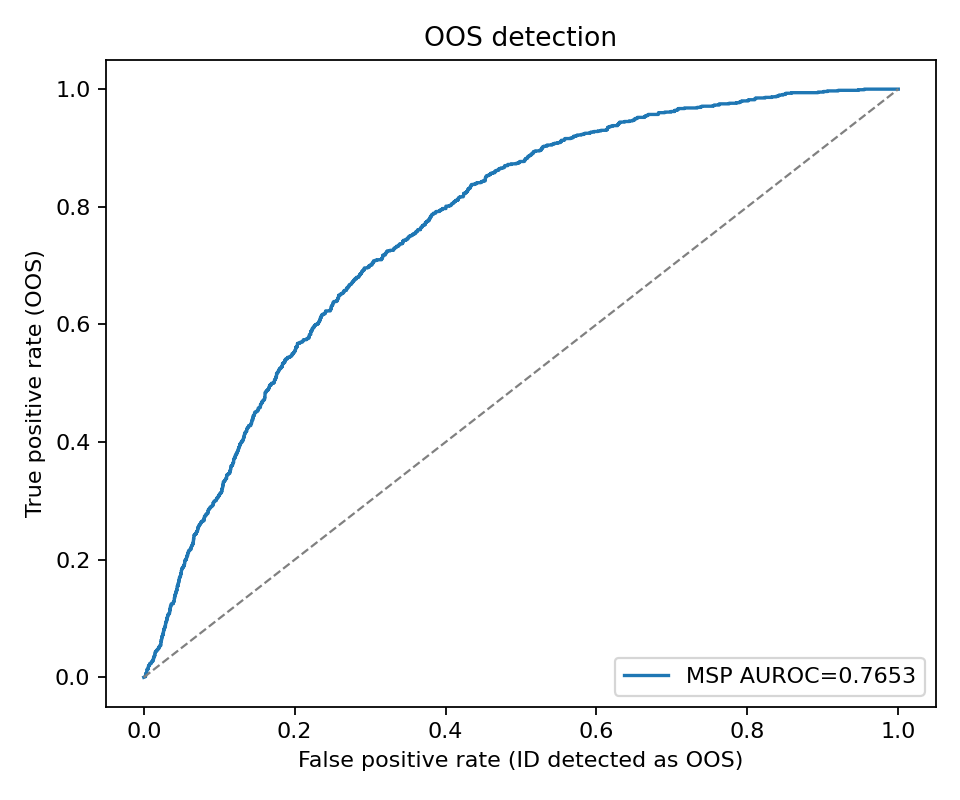 OOS detection
1.0
0.8
0.6
0.4
0.2
0.0
True positive rate (OOS)
MSP AUROC=0.7653
0.0 0.2 0.4 0.6 0.8 1.0
False positive rate (ID detected as OOS)